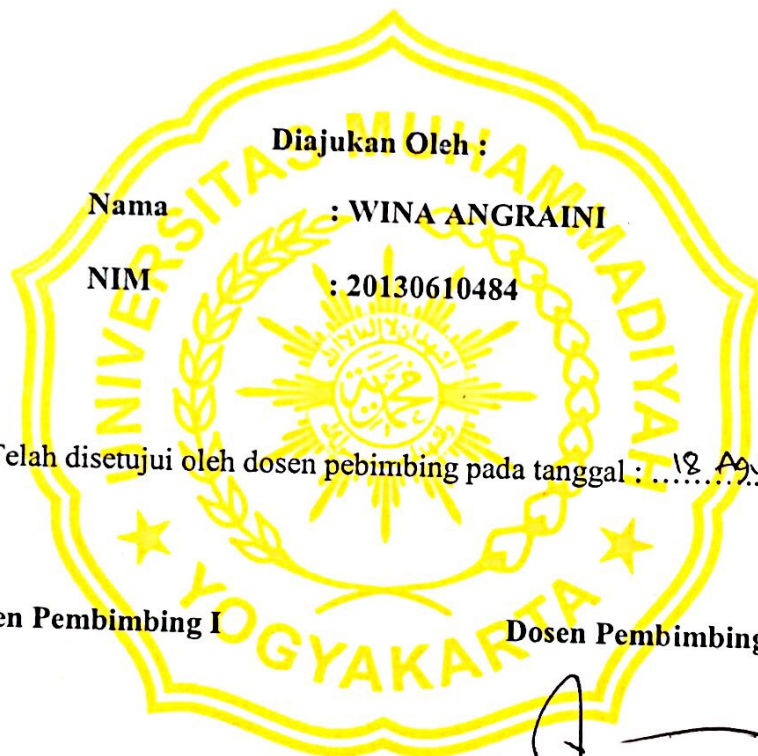 Diajukan Oleh :
Nama : WINA ANGRAINI
NIM : 20130610484
Telah disetujui oleh dosen pebimbing pada tanggal : ....18 Agu
en Pembimbing I Dosen Pembimbing
UNIVERSITAS MUHAMMADIYAH
YOGYAKARTA